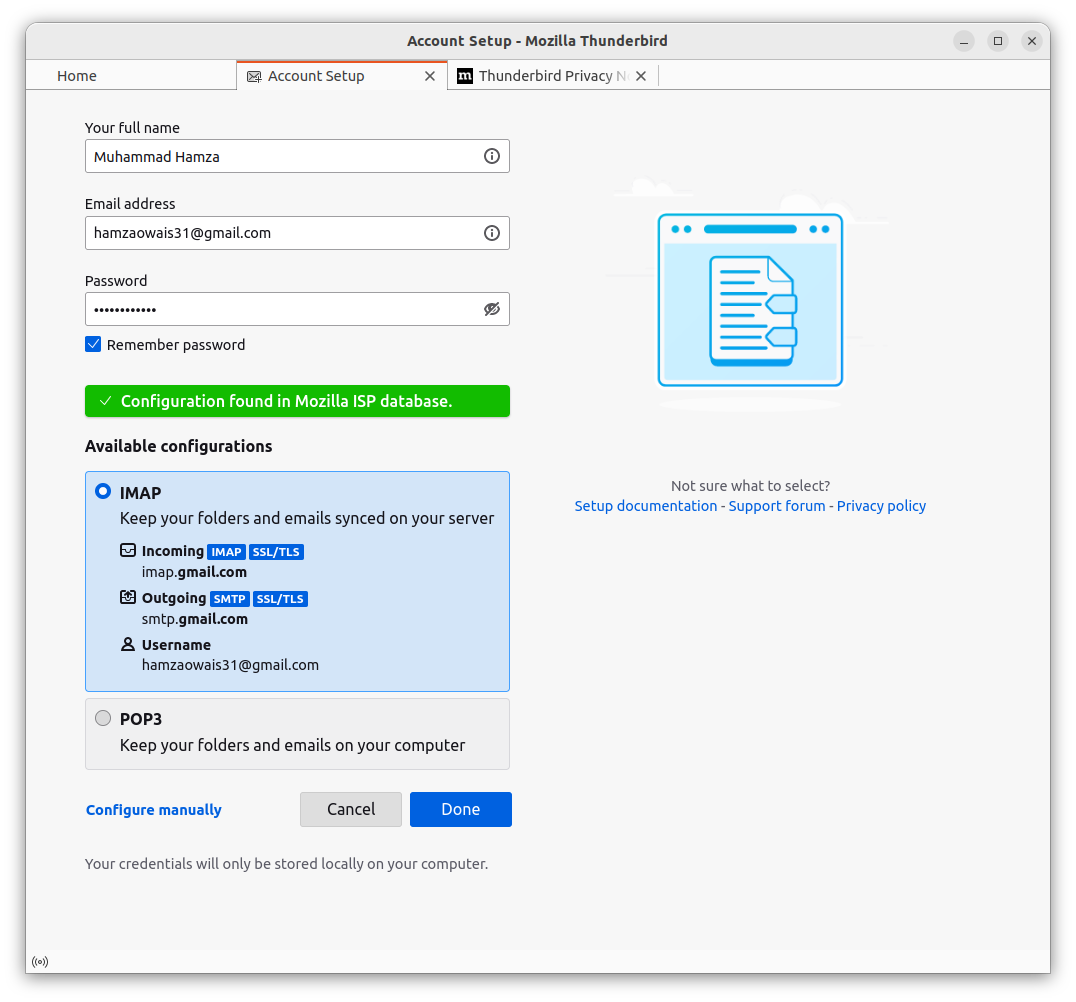 Account Setup - Mozilla Thunderbird
Home
Account Setup
m Thunderbird Privacy N
Your full name
Muhammad Hamza
Email address
hamzaowais31@gmail.com
Password
••••••••••••
Remember password
Configuration found in Mozilla ISP database.
Available configurations
IMAP
Keep your folders and emails synced on your server
Incoming IMAP SSL/TLS
imap.gmail.com
Outgoing SMTP SSL/TLS
smtp.gmail.com
Username
hamzaowais31@gmail.com
POP3
Keep your folders and emails on your computer
Configure manually
Cancel
Done
Your credentials will only be stored locally on your computer.
Not sure what to select?
Setup documentation - Support forum - Privacy policy